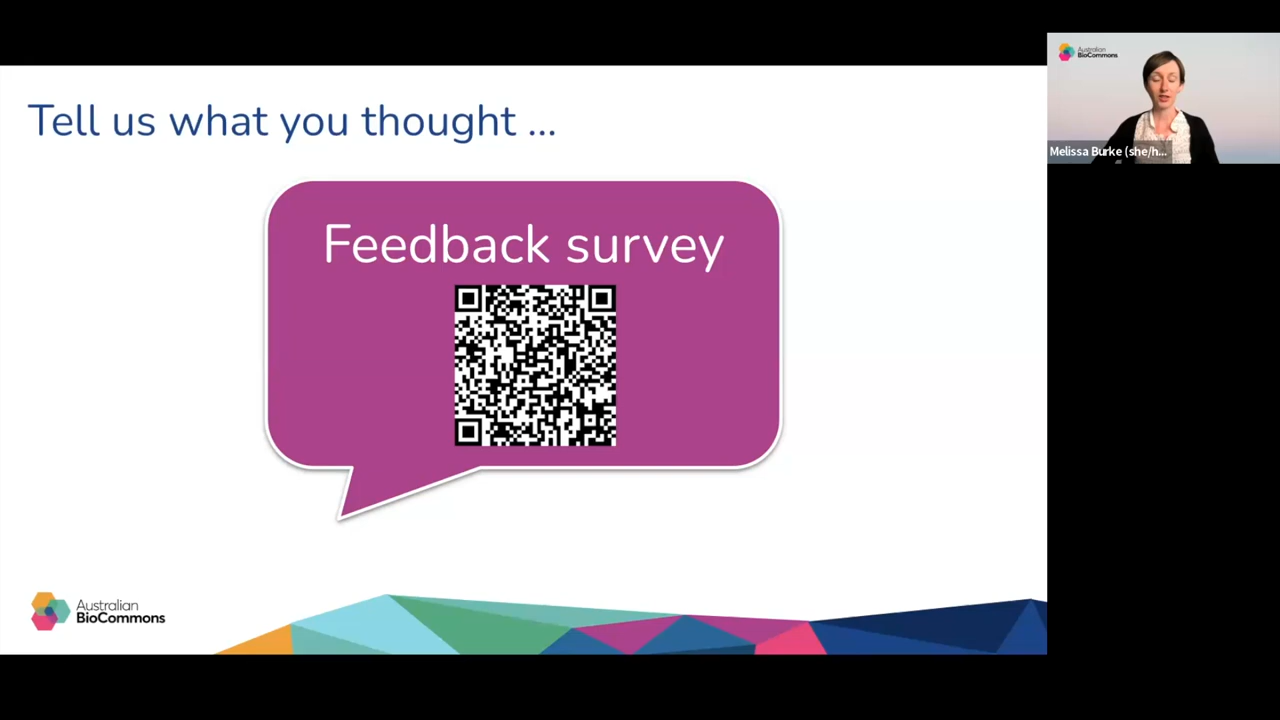 Tell us what you thought ...
Feedback survey
Australian
BioCommons
Australian
BioCommons
Melissa Burke (she/h...